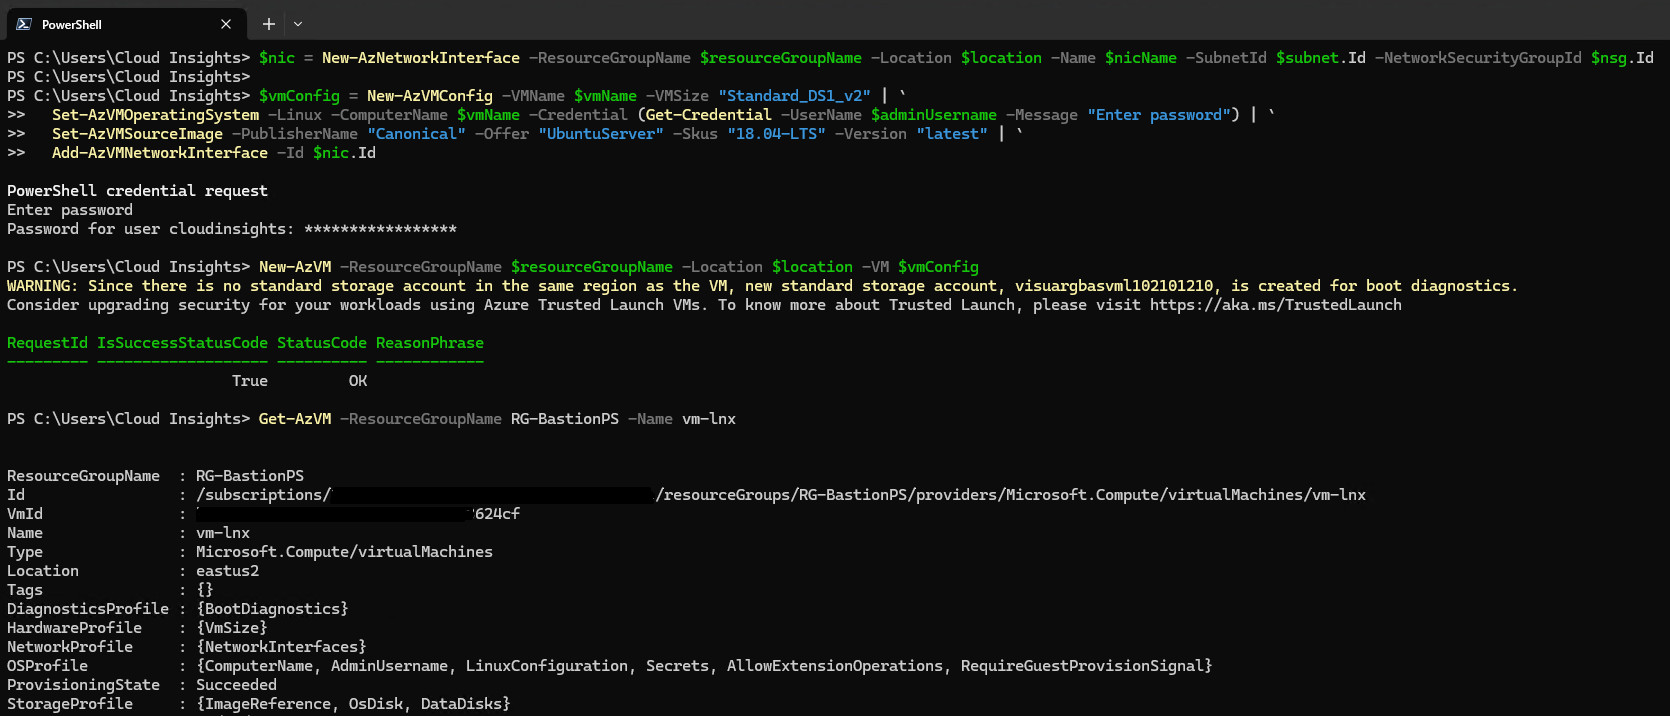 PowerShell
PS C:\Users\Cloud Insights> $nic = New-AzNetworkInterface -ResourceGroupName $resourceGroupName -Location $location -Name $nicName -SubnetId $subnet.Id -NetworkSecurityGroupId $nsg.Id
PS C:\Users\Cloud Insights>
PS C:\Users\Cloud Insights> $vmConfig = New-AzVMConfig -VMName $vmName -VMSize "Standard_DS1_v2" | `
>>   Set-AzVMOperatingSystem -Linux -ComputerName $vmName -Credential (Get-Credential -UserName $adminUsername -Message "Enter password") | `
>>   Set-AzVMSourceImage -PublisherName "Canonical" -Offer "UbuntuServer" -Skus "18.04-LTS" -Version "latest" | `
>>   Add-AzVMNetworkInterface -Id $nic.Id
PowerShell credential request
Enter password
Password for user cloudinsights: *****************
PS C:\Users\Cloud Insights> New-AzVM -ResourceGroupName $resourceGroupName -Location $location -VM $vmConfig
WARNING: Since there is no standard storage account in the same region as the VM, new standard storage account, visuargbasvml102101210, is created for boot diagnostics.
Consider upgrading security for your workloads using Azure Trusted Launch VMs. To know more about Trusted Launch, please visit https://aka.ms/TrustedLaunch
RequestId IsSuccessStatusCode StatusCode ReasonPhrase
--------- ------------------- ---------- ------------
                         True         OK
PS C:\Users\Cloud Insights> Get-AzVM -ResourceGroupName RG-BastionPS -Name vm-lnx
ResourceGroupName  : RG-BastionPS
Id                 : /subscriptions/ /resourceGroups/RG-BastionPS/providers/Microsoft.Compute/virtualMachines/vm-lnx
VmId               : 624cf
Name               : vm-lnx
Type               : Microsoft.Compute/virtualMachines
Location           : eastus2
Tags               : {}
DiagnosticsProfile : {BootDiagnostics}
HardwareProfile    : {VmSize}
NetworkProfile     : {NetworkInterfaces}
OSProfile          : {ComputerName, AdminUsername, LinuxConfiguration, Secrets, AllowExtensionOperations, RequireGuestProvisionSignal}
ProvisioningState  : Succeeded
StorageProfile     : {ImageReference, OsDisk, DataDisks}